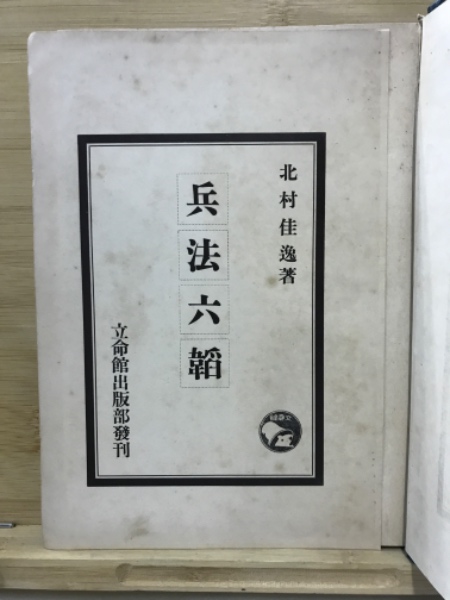 北村佳逸著
兵法六韜
立命館出版部發刊